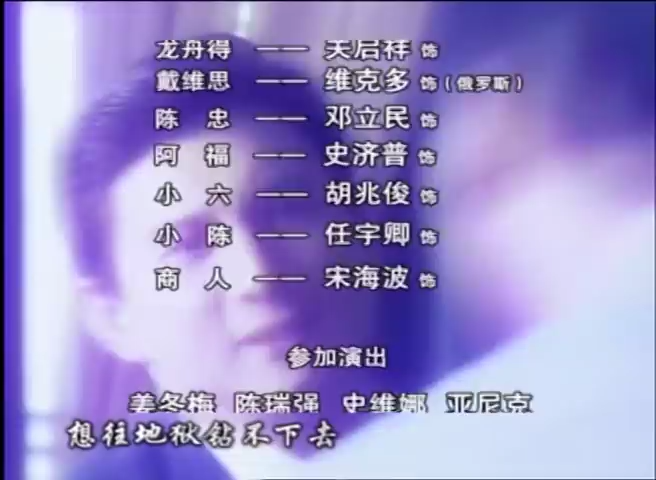 龙舟得 —— 关启祥 饰
戴维思 —— 维克多 饰（俄罗斯）
陈 忠 —— 邓立民 饰
阿 福 —— 史济普 饰
小 六 —— 胡兆俊 饰
小 陈 —— 任宇卿 饰
商 人 —— 宋海波 饰
参加演出
姜冬梅 陈瑞强 史维娜 亚尼克
想往地狱钻不下去